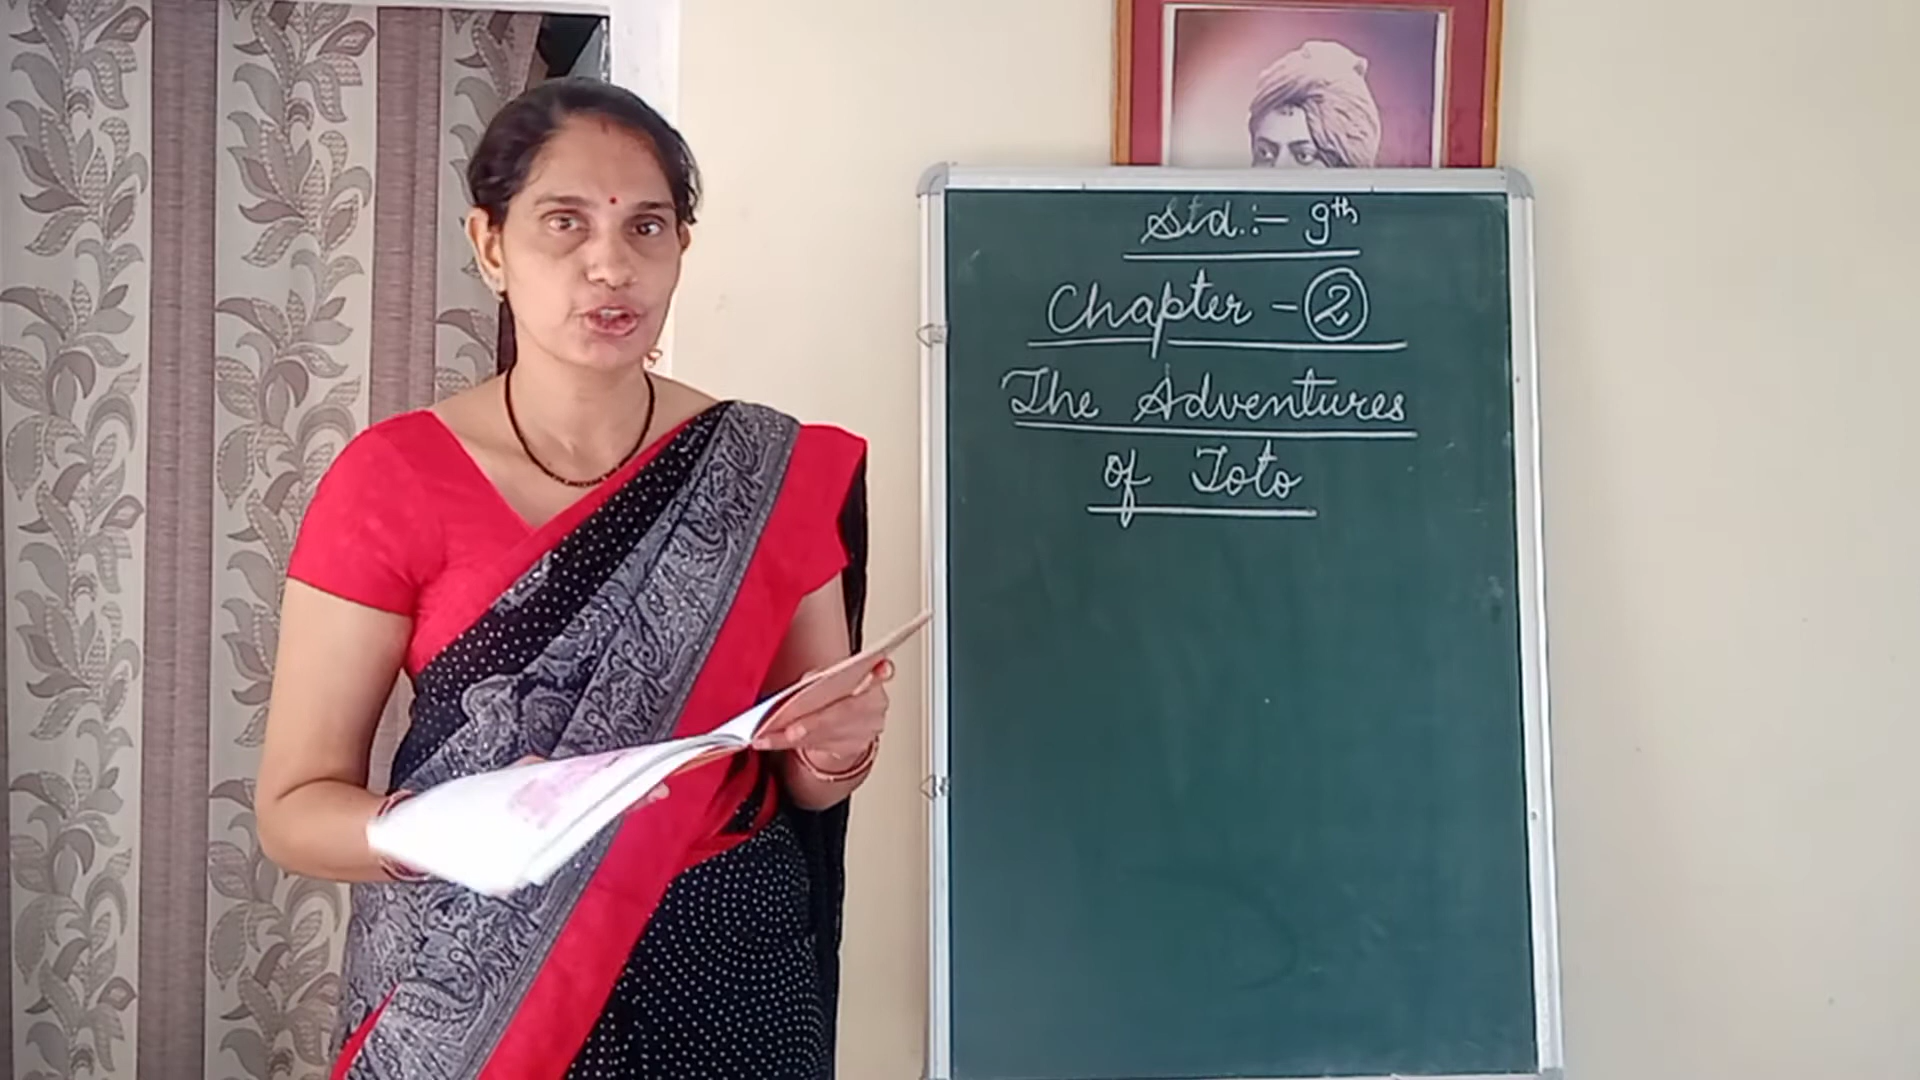 Std.:- 9th
Chapter - 2
The Adventures
of Toto